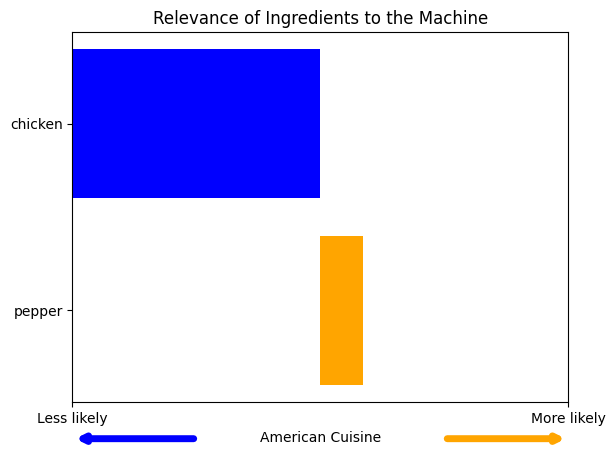 Relevance of Ingredients to the Machine
chicken
pepper
Less likely
More likely
American Cuisine